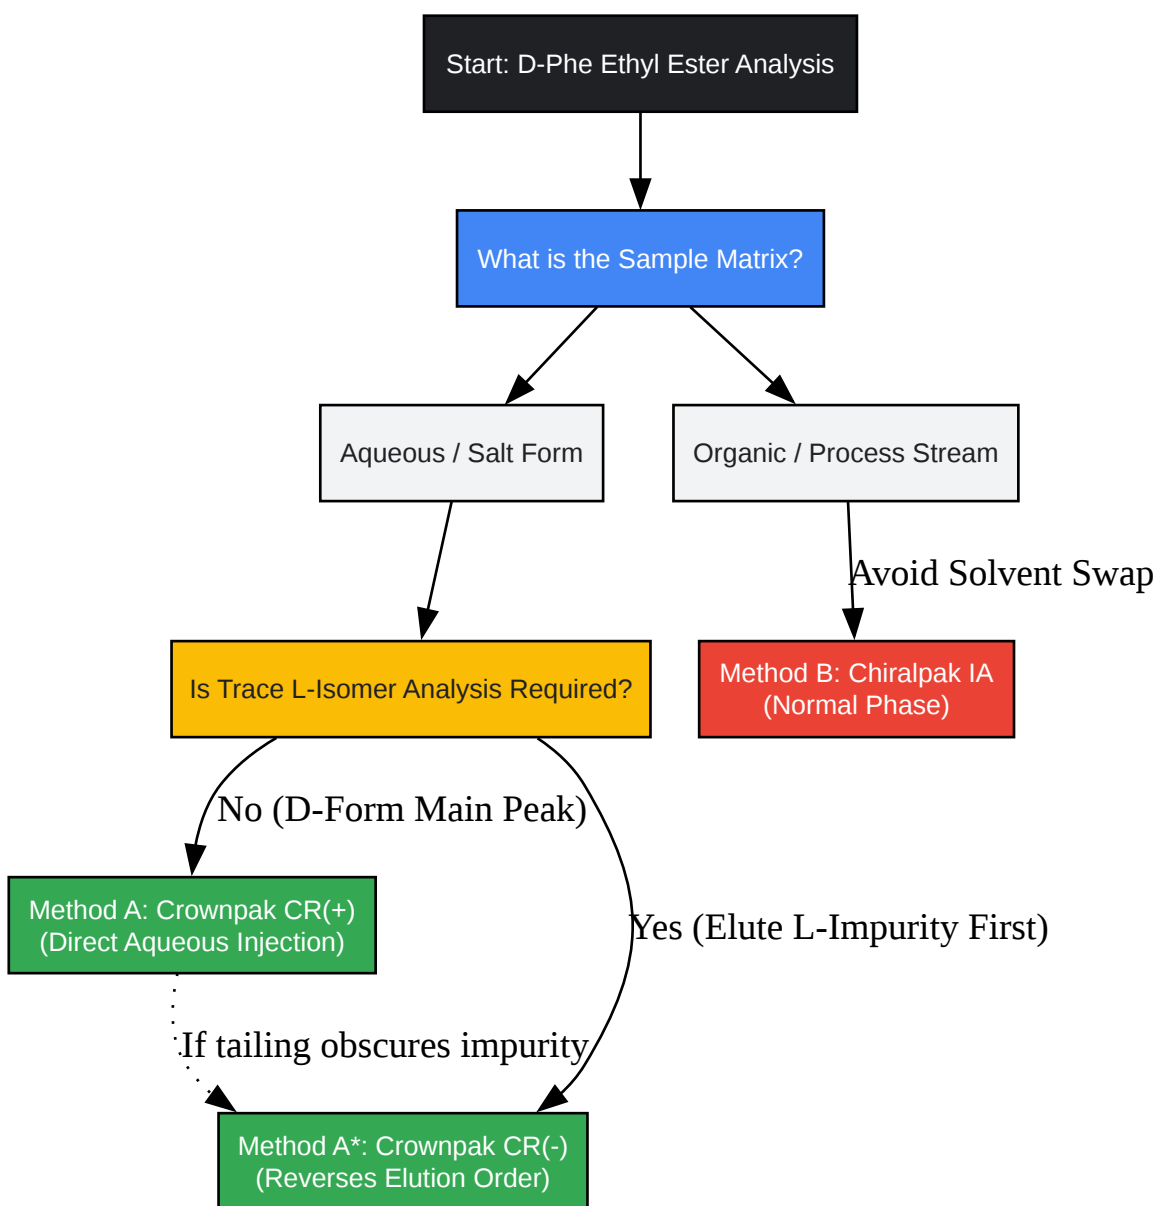 Start: D-Phe Ethyl Ester Analysis
What is the Sample Matrix?
Aqueous / Salt Form
Organic / Process Stream
Avoid Solvent Swap
Is Trace L-Isomer Analysis Required?
Method B: Chiralpak IA
(Normal Phase)
No (D-Form Main Peak)
Method A: Crownpak CR(+)
(Direct Aqueous Injection)
Yes (Elute L-Impurity First)
If tailing obscures impurity
Method A*: Crownpak CR(-)
(Reverses Elution Order)